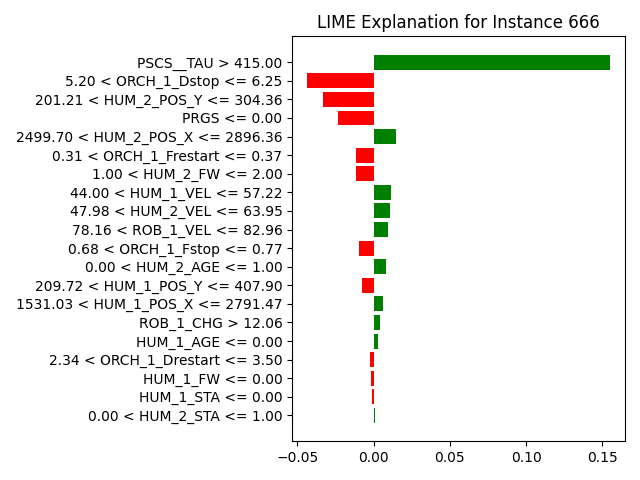 LIME Explanation for Instance 666
PSCS__TAU > 415.00
5.20 < ORCH_1_Dstop <= 6.25
201.21 < HUM_2_POS_Y <= 304.36
PRGS <= 0.00
2499.70 < HUM_2_POS_X <= 2896.36
0.31 < ORCH_1_Frestart <= 0.37
1.00 < HUM_2_FW <= 2.00
44.00 < HUM_1_VEL <= 57.22
47.98 < HUM_2_VEL <= 63.95
78.16 < ROB_1_VEL <= 82.96
0.68 < ORCH_1_Fstop <= 0.77
0.00 < HUM_2_AGE <= 1.00
209.72 < HUM_1_POS_Y <= 407.90
1531.03 < HUM_1_POS_X <= 2791.47
ROB_1_CHG > 12.06
HUM_1_AGE <= 0.00
2.34 < ORCH_1_Drestart <= 3.50
HUM_1_FW <= 0.00
HUM_1_STA <= 0.00
0.00 < HUM_2_STA <= 1.00
−0.05 0.00 0.05 0.10 0.15